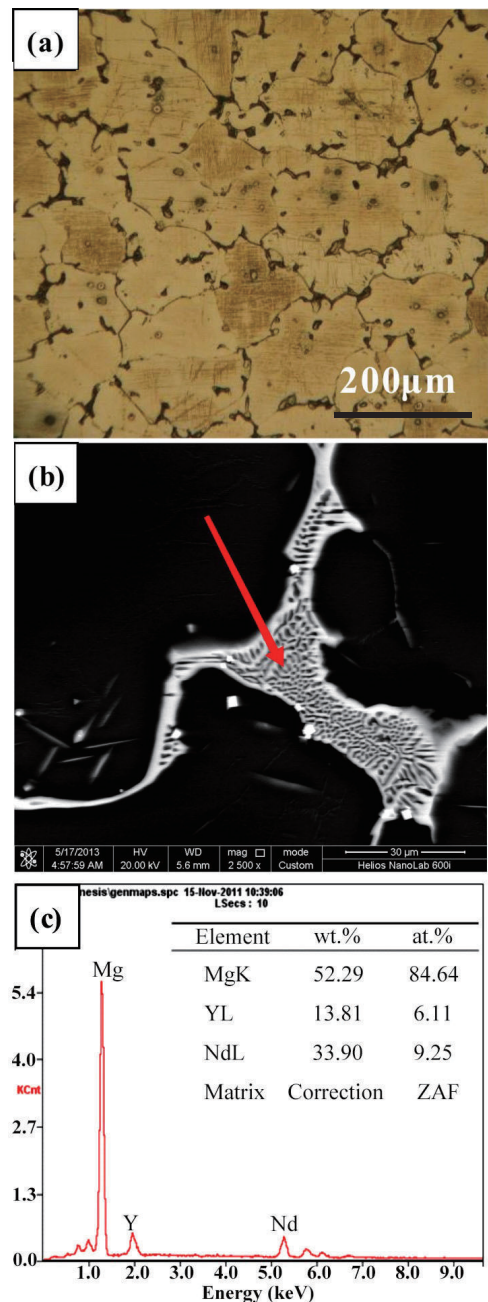 (a)
200μm
(b)
5/17/2013 HV WD mag □ mode 30 μm
4:57:59 AM 20.00 kV 5.6 mm 2 500 x Custom Helios NanoLab 600i
(c)
nesis\genmaps.spc 15-Nov-2011 10:39:06
LSecs : 10
Element wt.% at.%
MgK 52.29 84.64
YL 13.81 6.11
NdL 33.90 9.25
Matrix Correction ZAF
Mg
5.4
4.0
KCnt
2.7
1.3
Y
Nd
0.0
1.0 2.0 3.0 4.0 5.0 6.0 7.0 8.0 9.0
Energy (keV)